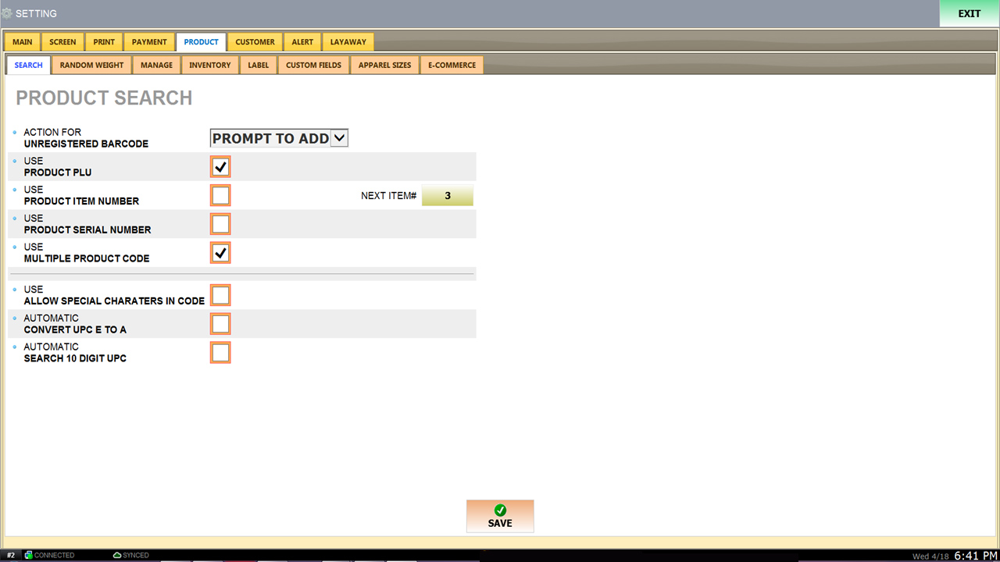 SETTING
EXIT
MAIN
SCREEN
PRINT
PAYMENT
PRODUCT
CUSTOMER
ALERT
LAYAWAY
SEARCH
RANDOM WEIGHT
MANAGE
INVENTORY
LABEL
CUSTOM FIELDS
APPAREL SIZES
E-COMMERCE
PRODUCT SEARCH
ACTION FOR
UNREGISTERED BARCODE
PROMPT TO ADD
USE
PRODUCT PLU
USE
PRODUCT ITEM NUMBER
NEXT ITEM#
3
USE
PRODUCT SERIAL NUMBER
USE
MULTIPLE PRODUCT CODE
USE
ALLOW SPECIAL CHARATERS IN CODE
AUTOMATIC
CONVERT UPC E TO A
AUTOMATIC
SEARCH 10 DIGIT UPC
SAVE
#2
CONNECTED
SYNCED
Wed 4/18 6:41 PM